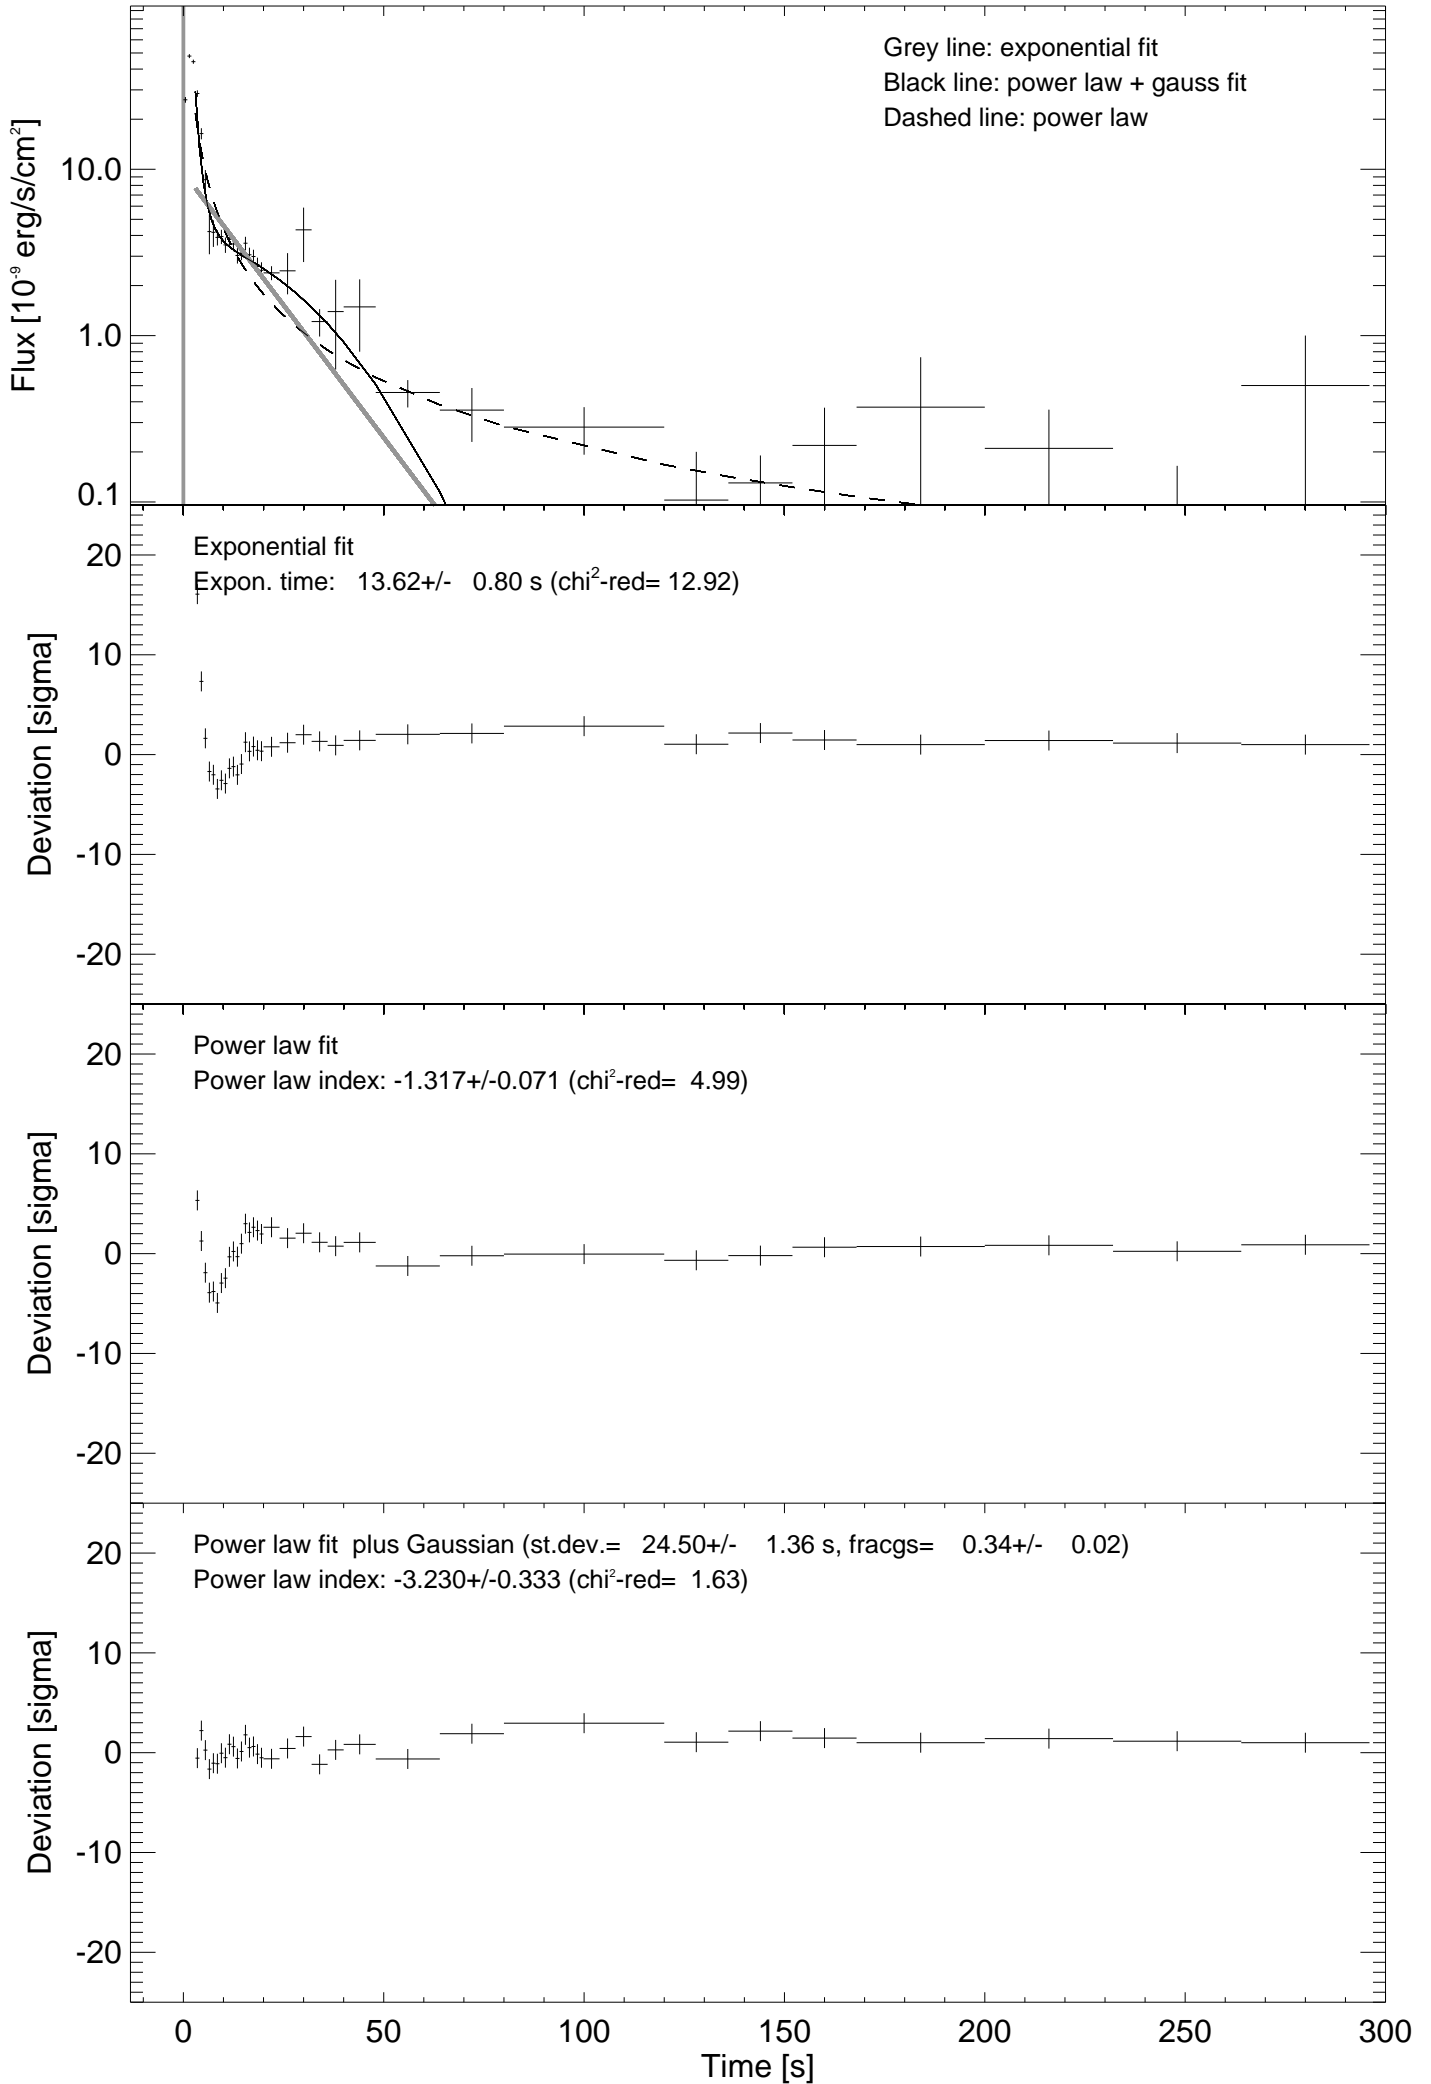 Grey line: exponential fit
Black line: power law + gauss fit
Dashed line: power law
Flux [10⁻⁹ erg/s/cm²]
10.0
1.0
0.1
Exponential fit
Expon. time: 13.62+/- 0.80 s (chi²-red= 12.92)
Deviation [sigma]
20
10
0
-10
-20
Power law fit
Power law index: -1.317+/-0.071 (chi²-red= 4.99)
Deviation [sigma]
20
10
0
-10
-20
Power law fit plus Gaussian (st.dev.= 24.50+/- 1.36 s, fracgs= 0.34+/- 0.02)
Power law index: -3.230+/-0.333 (chi²-red= 1.63)
Deviation [sigma]
20
10
0
-10
-20
0 50 100 150 200 250 300
Time [s]